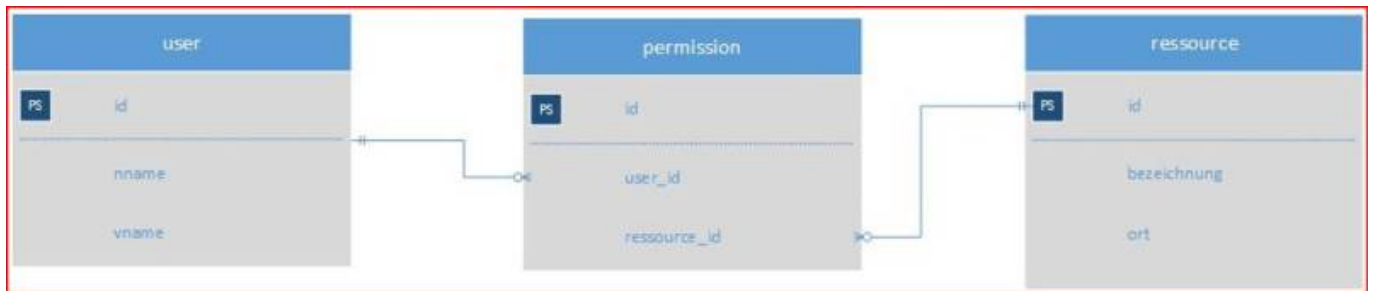 user
PS id
nname
vname
permission
PS id
user_id
ressource_id
ressource
PS id
bezeichnung
ort